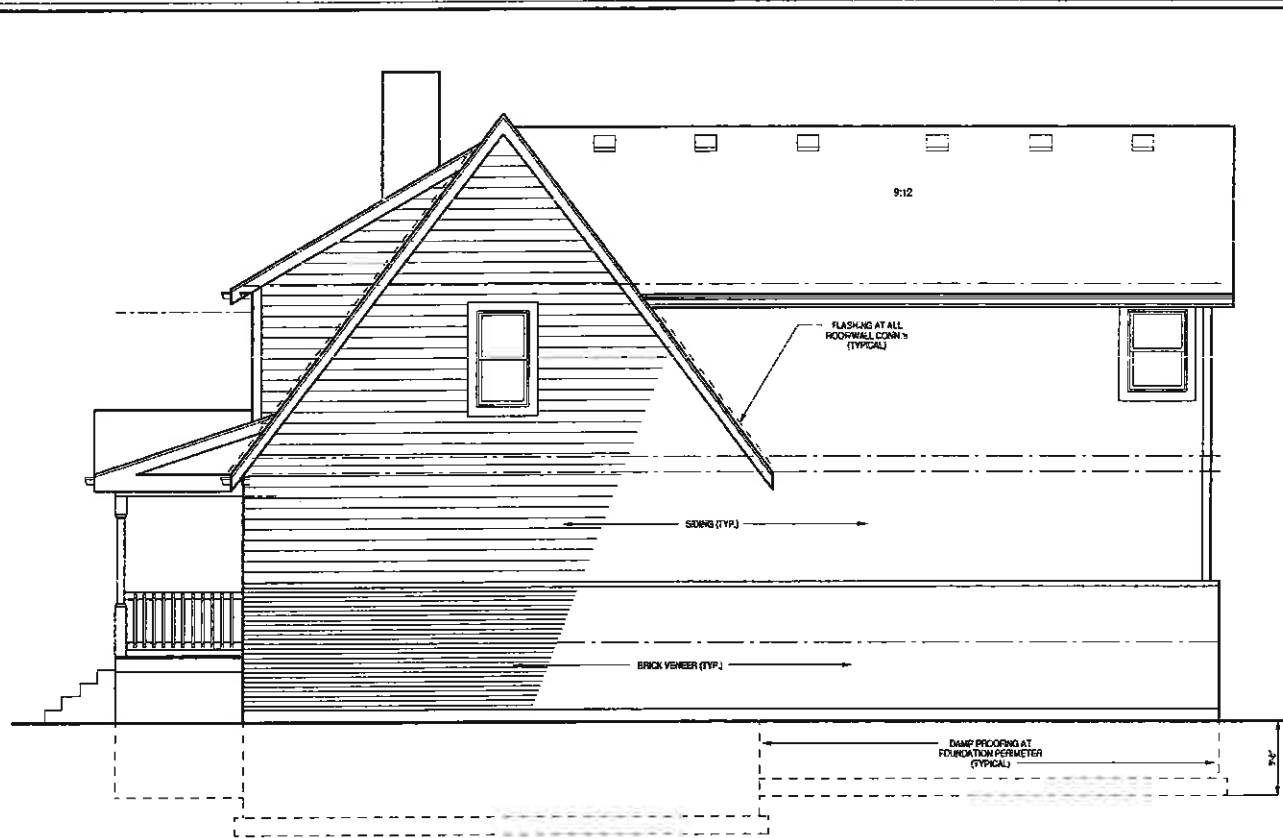 9:12
FLASHING AT ALL
ROOF/WALL CONN.'s
(TYPICAL)
SIDING (TYP.)
BRICK VENEER (TYP.)
DAMP PROOFING AT
FOUNDATION PERIMETER
(TYPICAL)